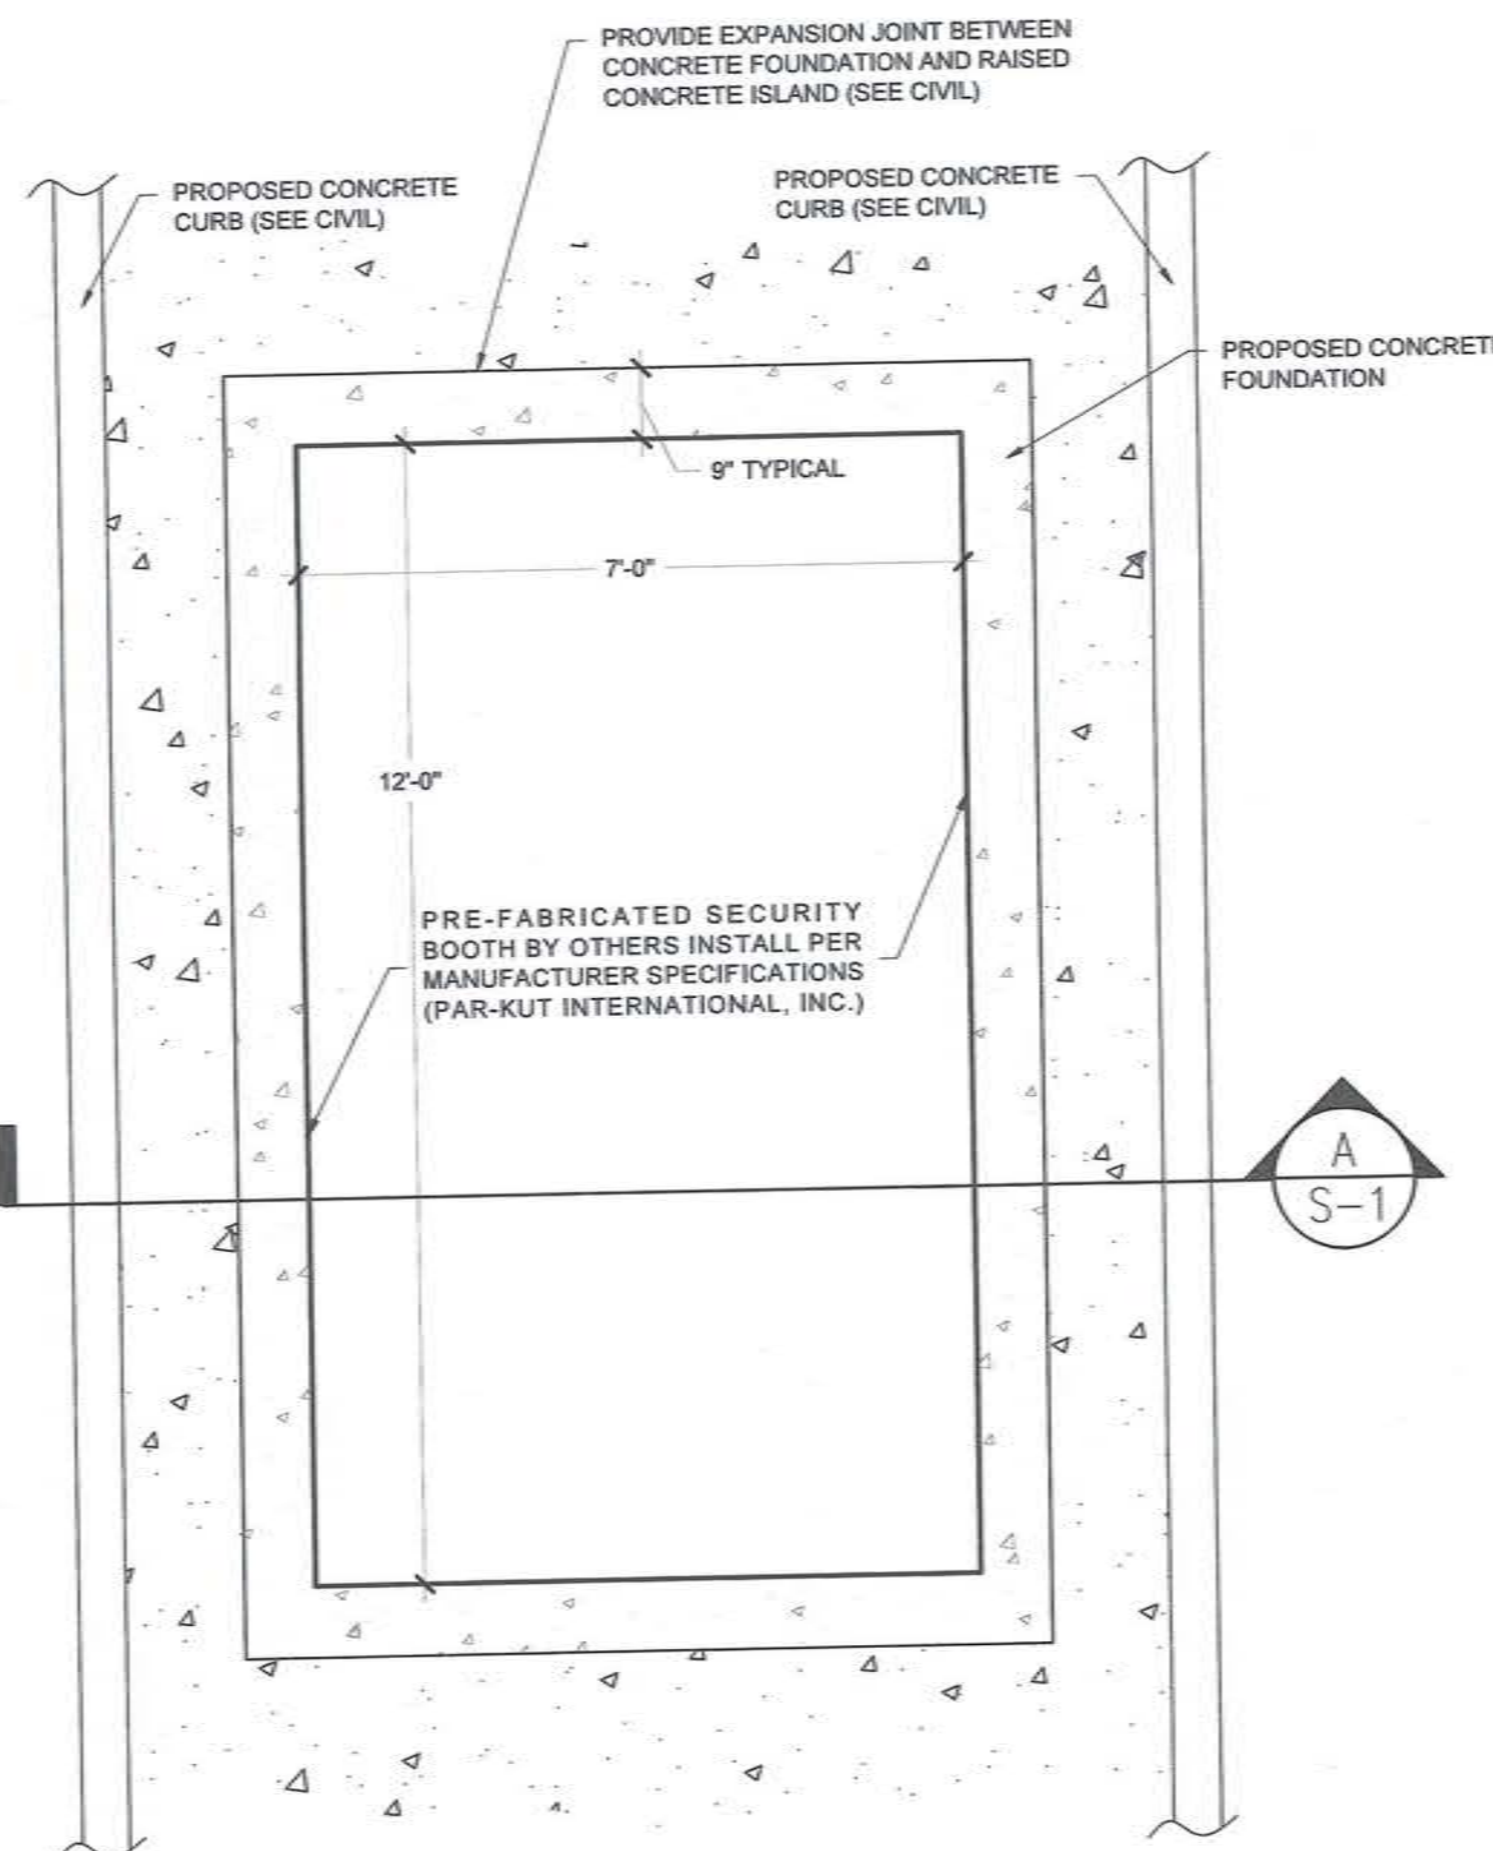 PROVIDE EXPANSION JOINT BETWEEN
CONCRETE FOUNDATION AND RAISED
CONCRETE ISLAND (SEE CIVIL)
PROPOSED CONCRETE
CURB (SEE CIVIL)
PROPOSED CONCRETE
CURB (SEE CIVIL)
PROPOSED CONCRETE
FOUNDATION
9" TYPICAL
7'-0"
12'-0"
PRE-FABRICATED SECURITY
BOOTH BY OTHERS INSTALL PER
MANUFACTURER SPECIFICATIONS
(PAR-KUT INTERNATIONAL, INC.)
A
S-1